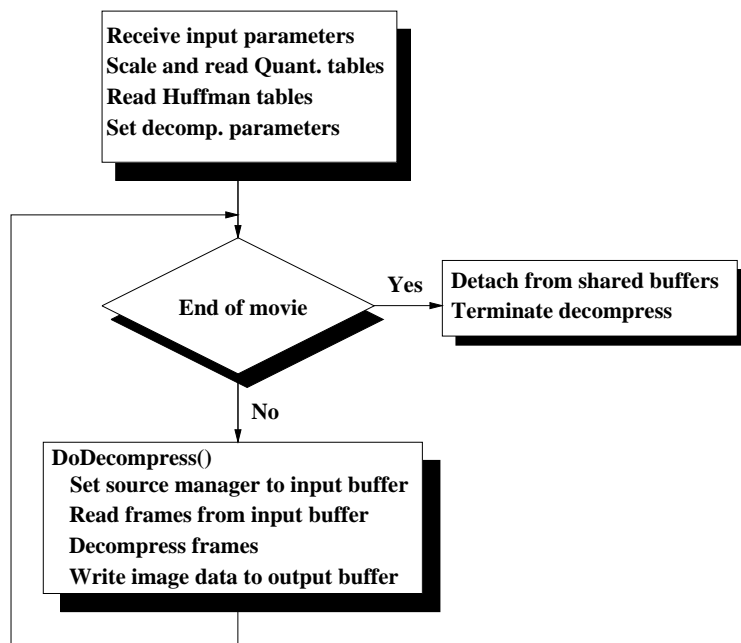 Receive input parameters
Scale and read Quant. tables
Read Huffman tables
Set decomp. parameters
End of movie
Yes
Detach from shared buffers
Terminate decompress
No
DoDecompress()
Set source manager to input buffer
Read frames from input buffer
Decompress frames
Write image data to output buffer